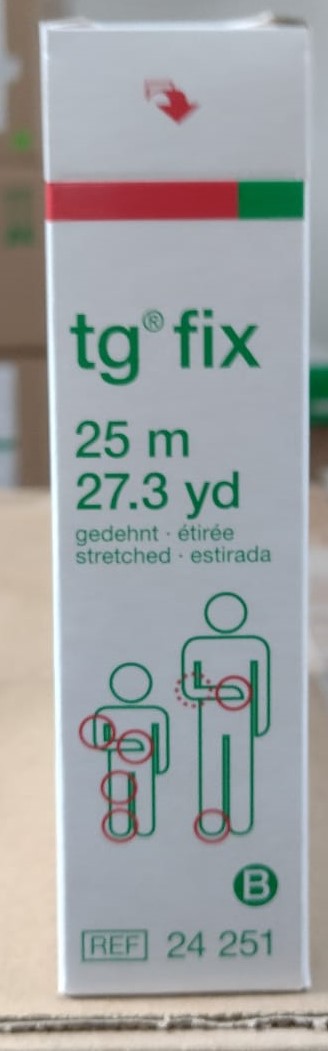 tg® fix
25 m
27.3 yd
gedehnt · étirée
stretched · estirada
B
REF 24 251